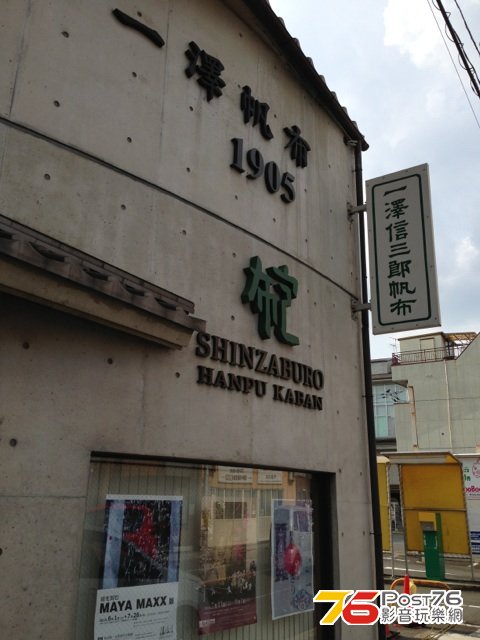 一澤帆布
1905
SHINZABURO
HANPU KABAN
一澤信三郎帆布
MAYA MAXX 展
76 POST76
影音玩樂網